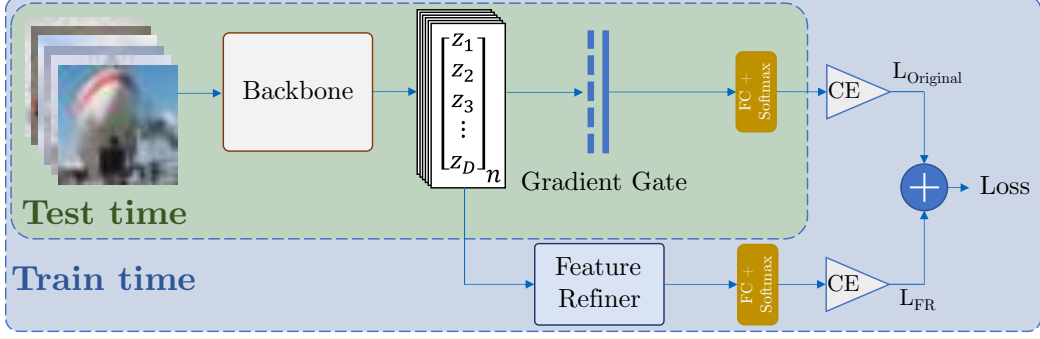 Backbone
z1
z2
z3
⋮
zD
n
Gradient Gate
FC +
Softmax
CE
LOriginal
Loss
Test time
Train time
Feature
Refiner
FC +
Softmax
CE
LFR